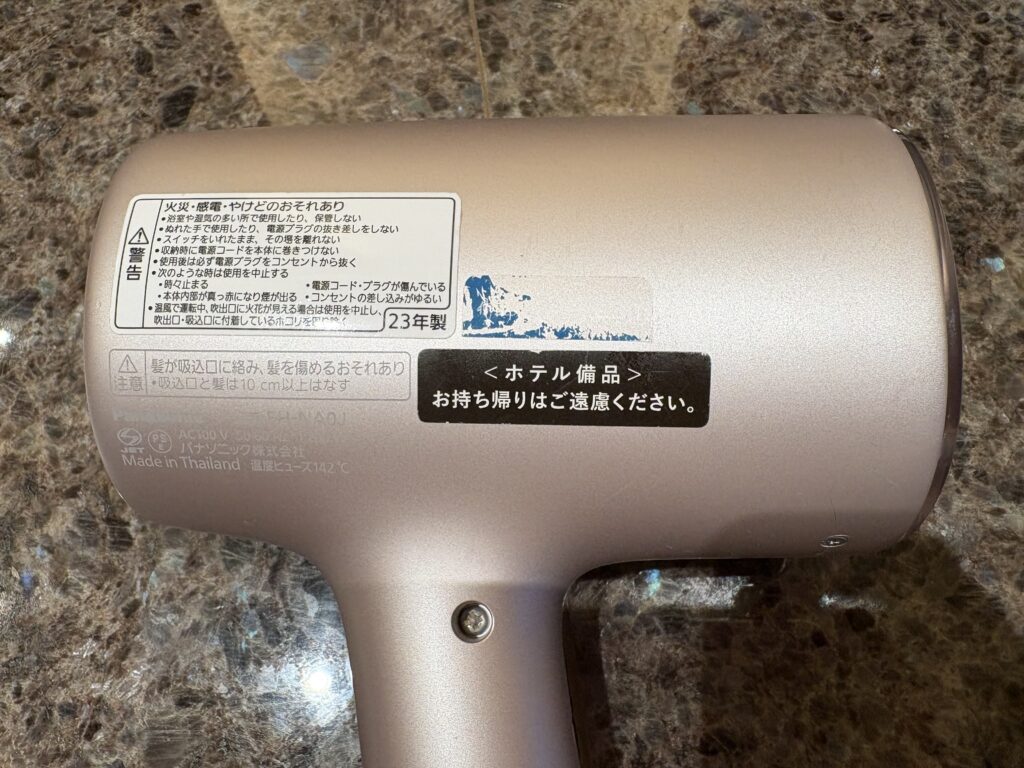 警告
火災・感電・やけどのおそれあり
•浴室や湿気の多い所で使用したり、保管しない
•ぬれた手で使用したり、電源プラグの抜き差しをしない
•スイッチをいれたまま、その場を離れない
•収納時に電源コードを本体に巻きつけない
•使用後は必ず電源プラグをコンセントから抜く
•次のような時は使用を中止する
・時々止まる ・電源コード・プラグが傷んでいる
・本体内部が真っ赤になり煙が出る ・コンセントの差し込みがゆるい
•温風で運転中、吹出口に火花が見える場合は使用を中止し、
吹出口・吸込口に付着しているホコリを
23年製
注意
髪が吸込口に絡み、髪を傷めるおそれあり
•吸込口と髪は10 cm以上はなす
<ホテル備品>
お持ち帰りはご遠慮ください。
JET
PSE
AC100 V
パナソニック株式会社
Made in Thailand 温度ヒューズ142 ℃